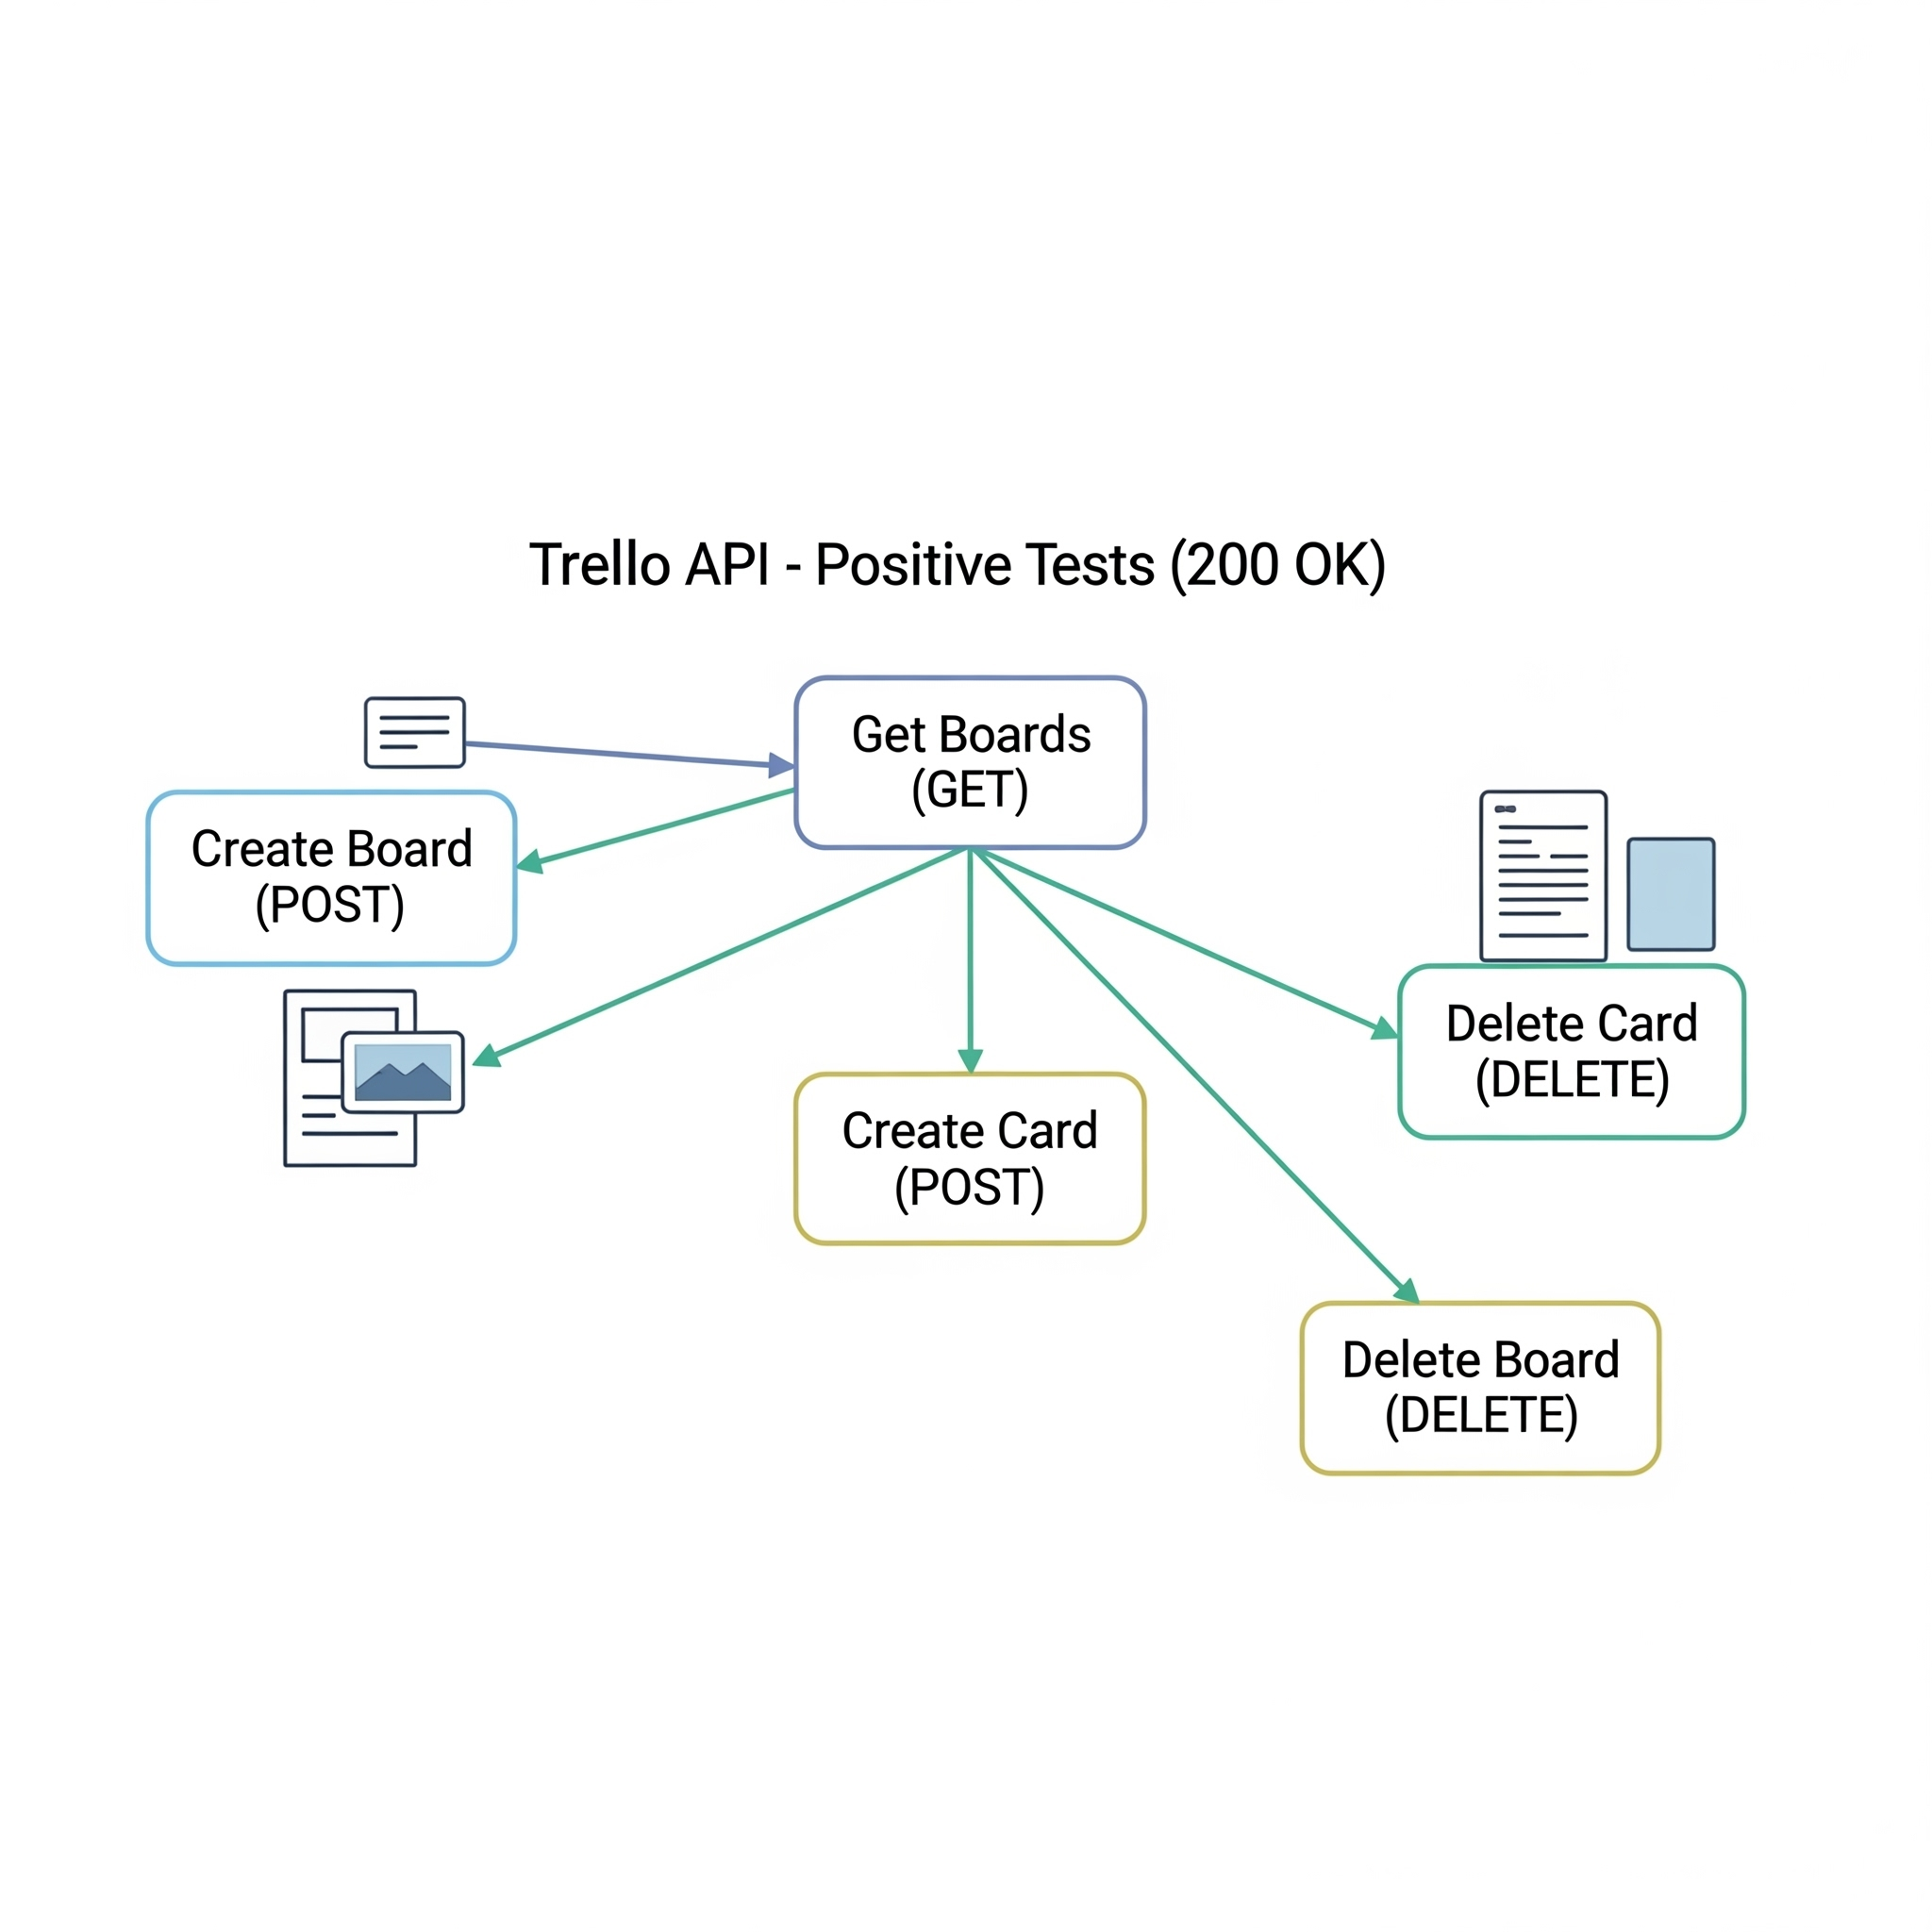 Trello API - Positive Tests (200 OK)
Get Boards
(GET)
Create Board
(POST)
Delete Card
(DELETE)
Create Card
(POST)
Delete Board
(DELETE)